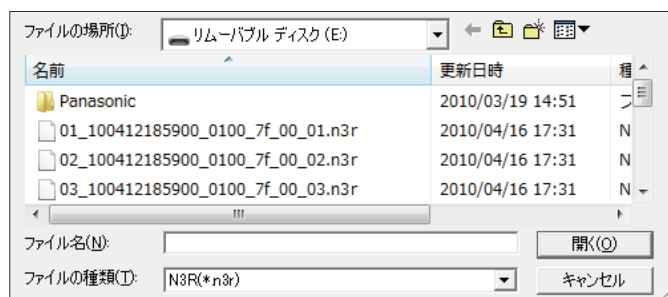 ファイルの場所(I):
リムーバブル ディスク (E:)
名前 更新日時 種
Panasonic 2010/03/19 14:51 フ
01_100412185900_0100_7f_00_01.n3r 2010/04/16 17:31 N
02_100412185900_0100_7f_00_02.n3r 2010/04/16 17:31 N
03_100412185900_0100_7f_00_03.n3r 2010/04/16 17:31 N
ファイル名(N): 開く(O)
ファイルの種類(T): N3R(*n3r) キャンセル